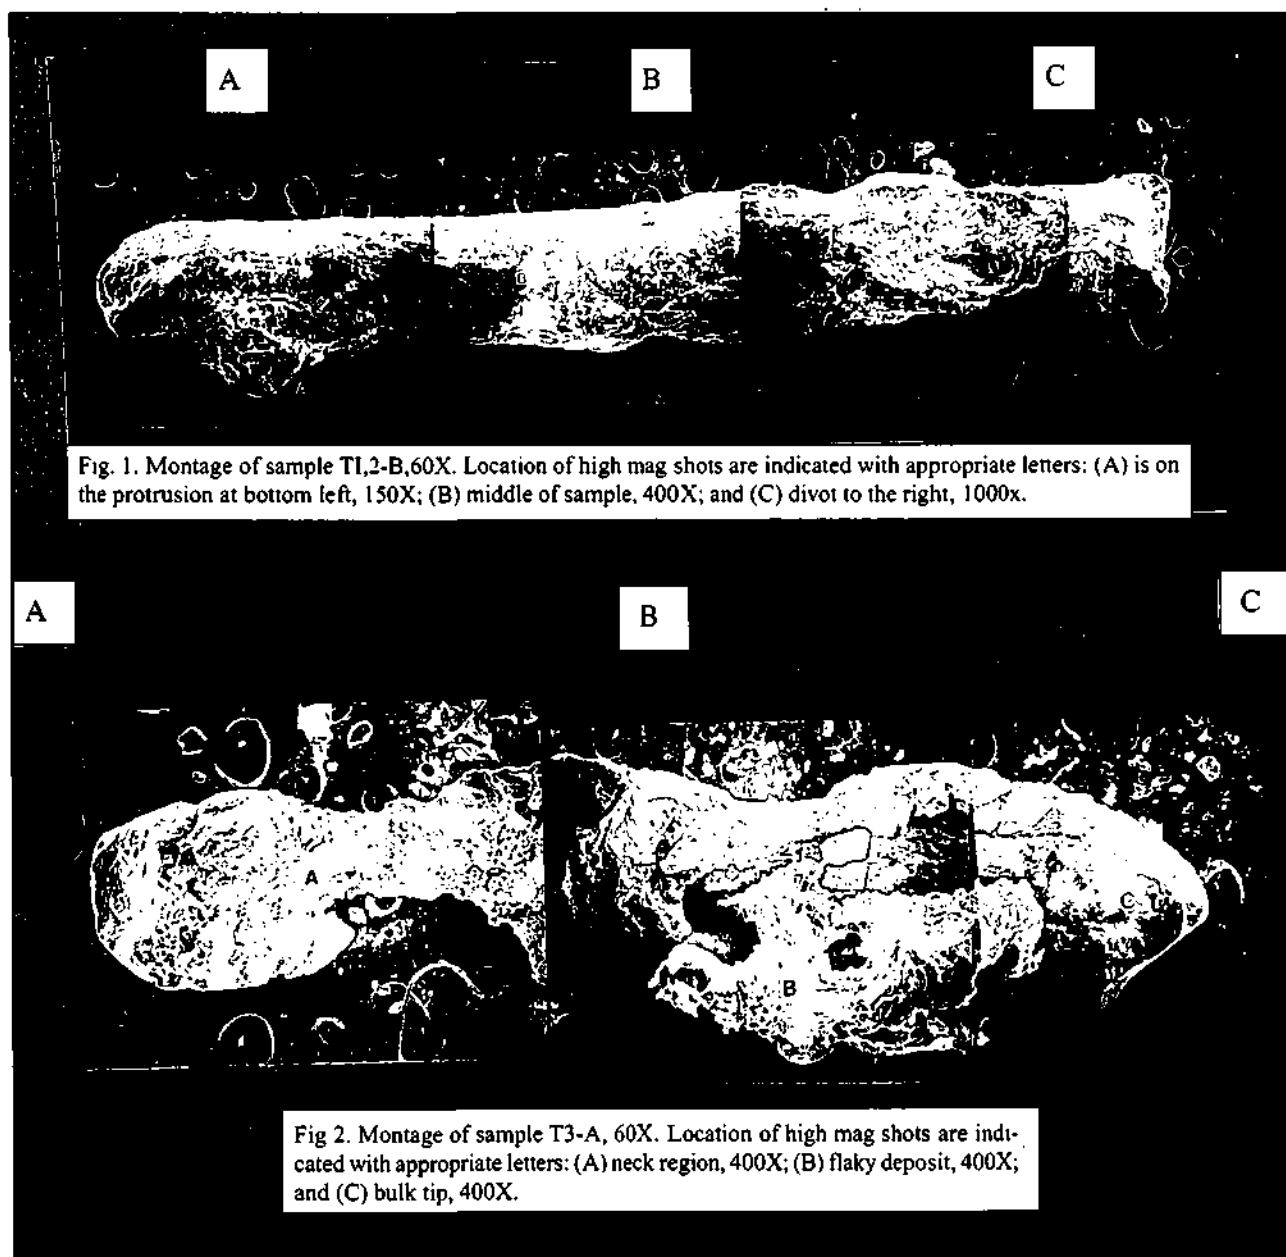 A B C
B
Fig. 1. Montage of sample T1,2-B,60X. Location of high mag shots are indicated with appropriate letters: (A) is on
the protrusion at bottom left, 150X; (B) middle of sample, 400X; and (C) divot to the right, 1000x.
A B C
A
C
B
Fig 2. Montage of sample T3-A, 60X. Location of high mag shots are indi-
cated with appropriate letters: (A) neck region, 400X; (B) flaky deposit, 400X;
and (C) bulk tip, 400X.